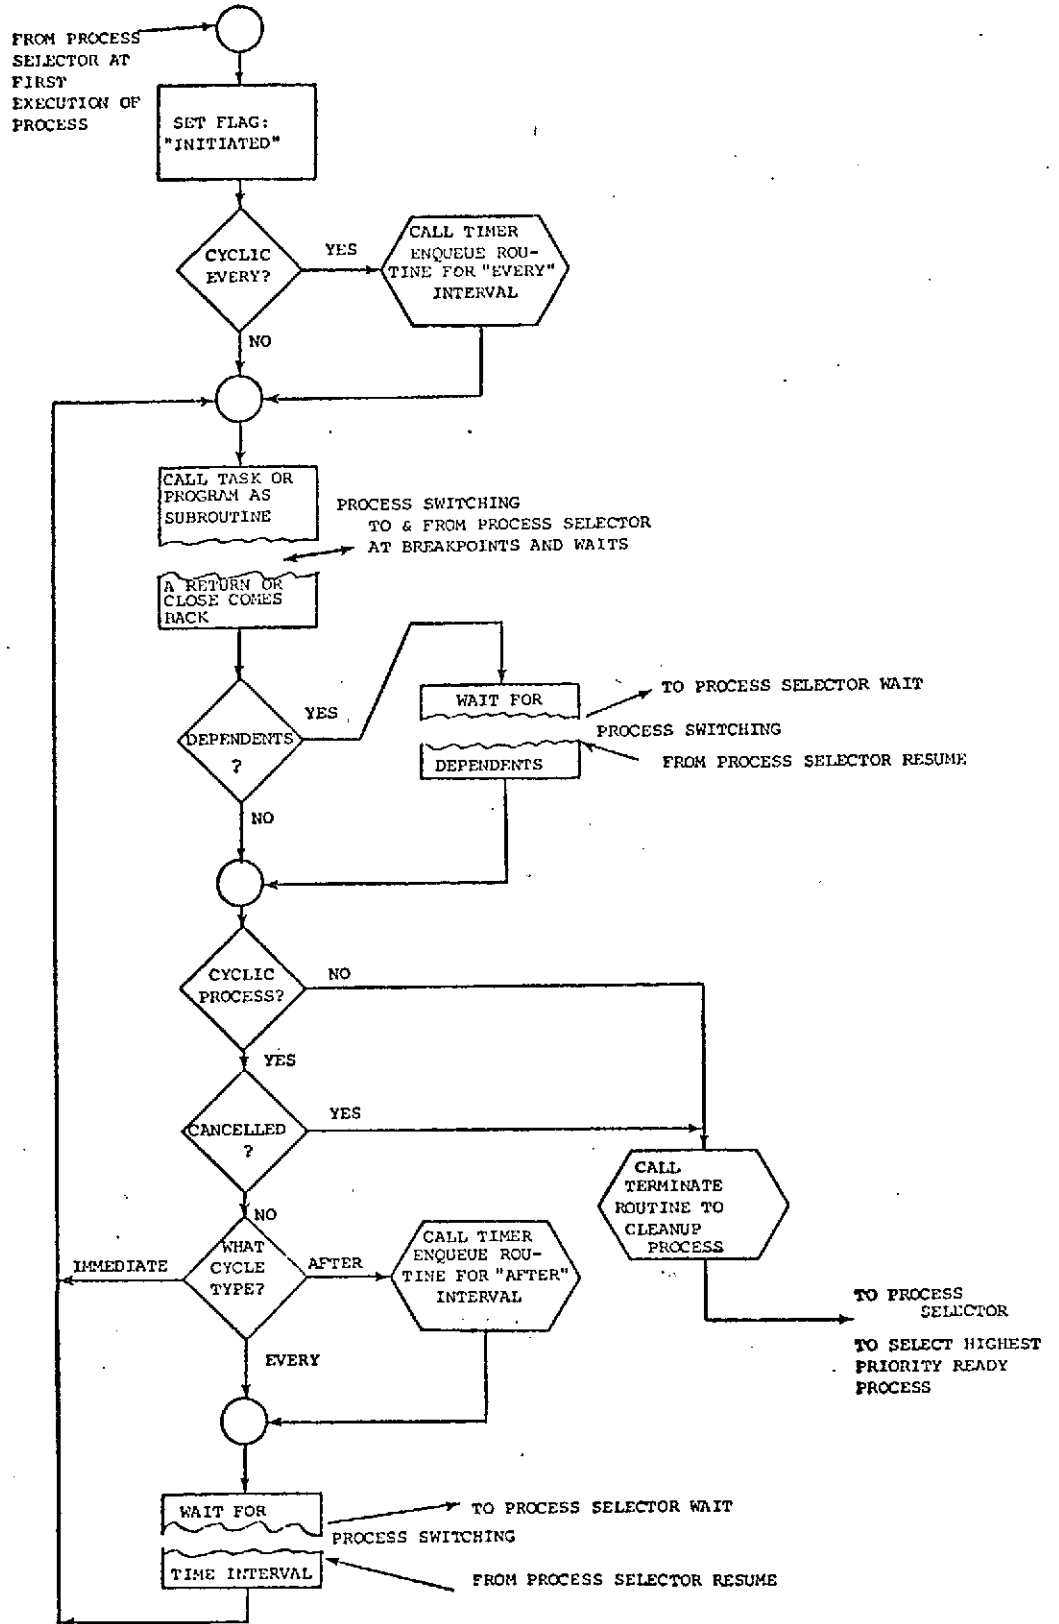 FROM PROCESS
SELECTOR AT
FIRST
EXECUTION OF
PROCESS
SET FLAG:
"INITIATED"
CYCLIC
EVERY?
YES
CALL TIMER
ENQUEUE ROU-
TINE FOR "EVERY"
INTERVAL
NO
CALL TASK OR
PROGRAM AS
SUBROUTINE
PROCESS SWITCHING
TO & FROM PROCESS SELECTOR
AT BREAKPOINTS AND WAITS
A RETURN OR
CLOSE COMES
BACK
DEPENDENTS
?
YES
WAIT FOR
TO PROCESS SELECTOR WAIT
PROCESS SWITCHING
DEPENDENTS
FROM PROCESS SELECTOR RESUME
NO
CYCLIC
PROCESS?
NO
YES
CANCELLED
?
YES
CALL
TERMINATE
ROUTINE TO
CLEANUP
PROCESS
NO
WHAT
CYCLE
TYPE?
IMMEDIATE
AFTER
CALL TIMER
ENQUEUE ROU-
TINE FOR "AFTER"
INTERVAL
TO PROCESS
SELECTOR
TO SELECT HIGHEST
PRIORITY READY
PROCESS
EVERY
WAIT FOR
TO PROCESS SELECTOR WAIT
PROCESS SWITCHING
TIME INTERVAL
FROM PROCESS SELECTOR RESUME